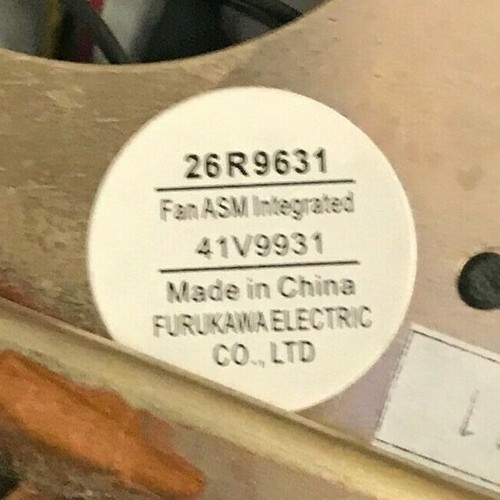 26R9631
Fan ASM Integrated
41V9931
Made in China
FURUKAWA ELECTRIC
CO., LTD